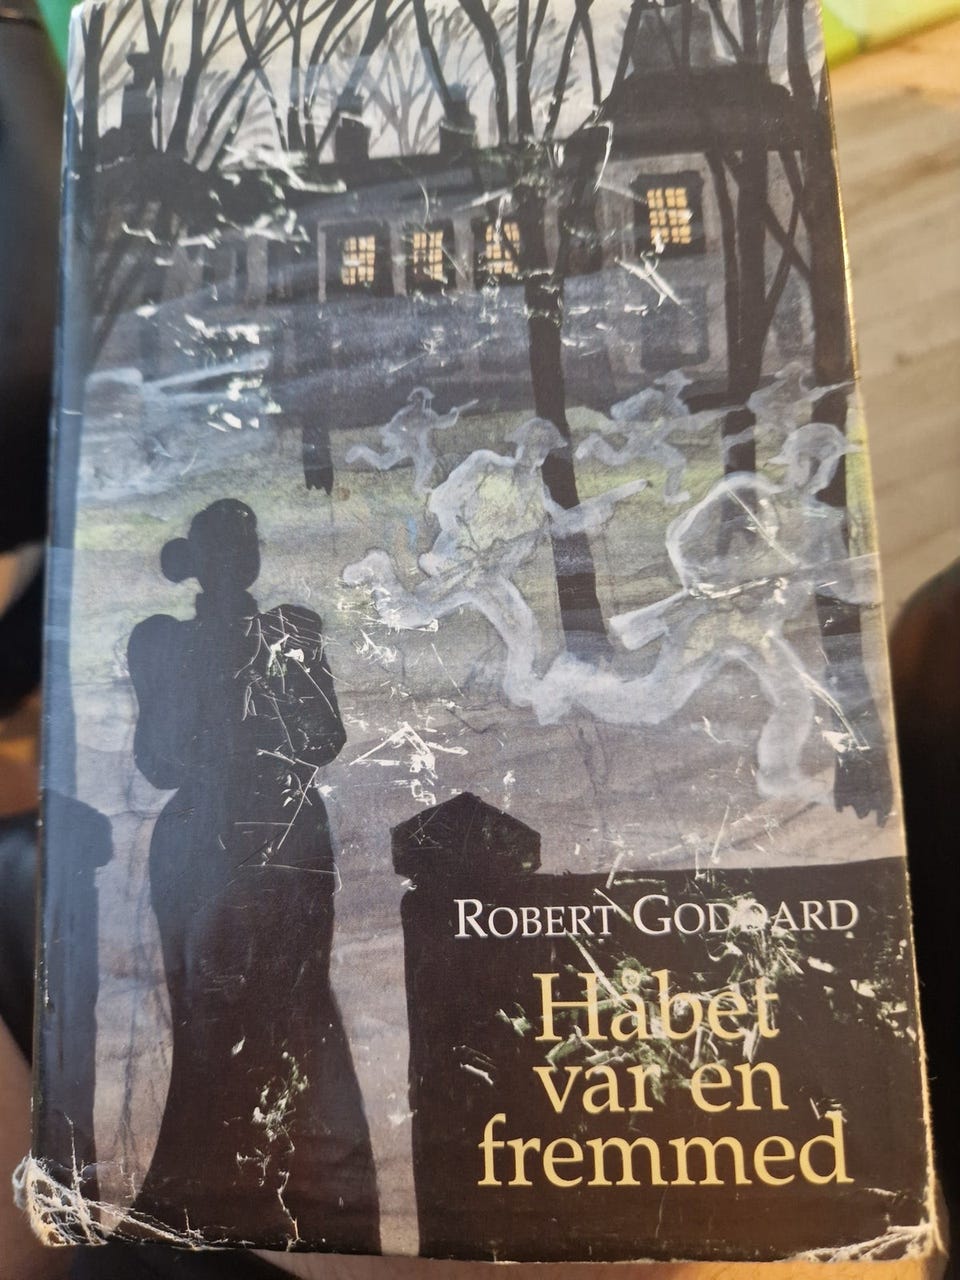 ROBERT GODDARD
Håbet
var en
fremmed